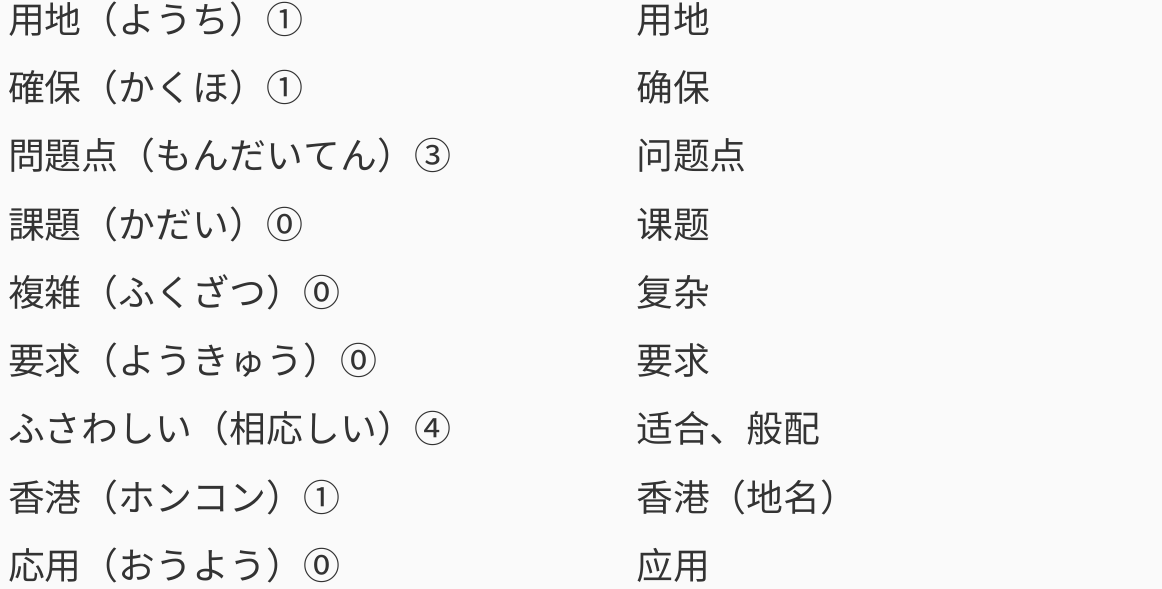 用地（ようち）① 用地
確保（かくほ）① 确保
問題点（もんだいてん）③ 问题点
課題（かだい）⓪ 课题
複雑（ふくざつ）⓪ 复杂
要求（ようきゅう）⓪ 要求
ふさわしい（相応しい）④ 适合、般配
香港（ホンコン）① 香港（地名）
応用（おうよう）⓪ 应用